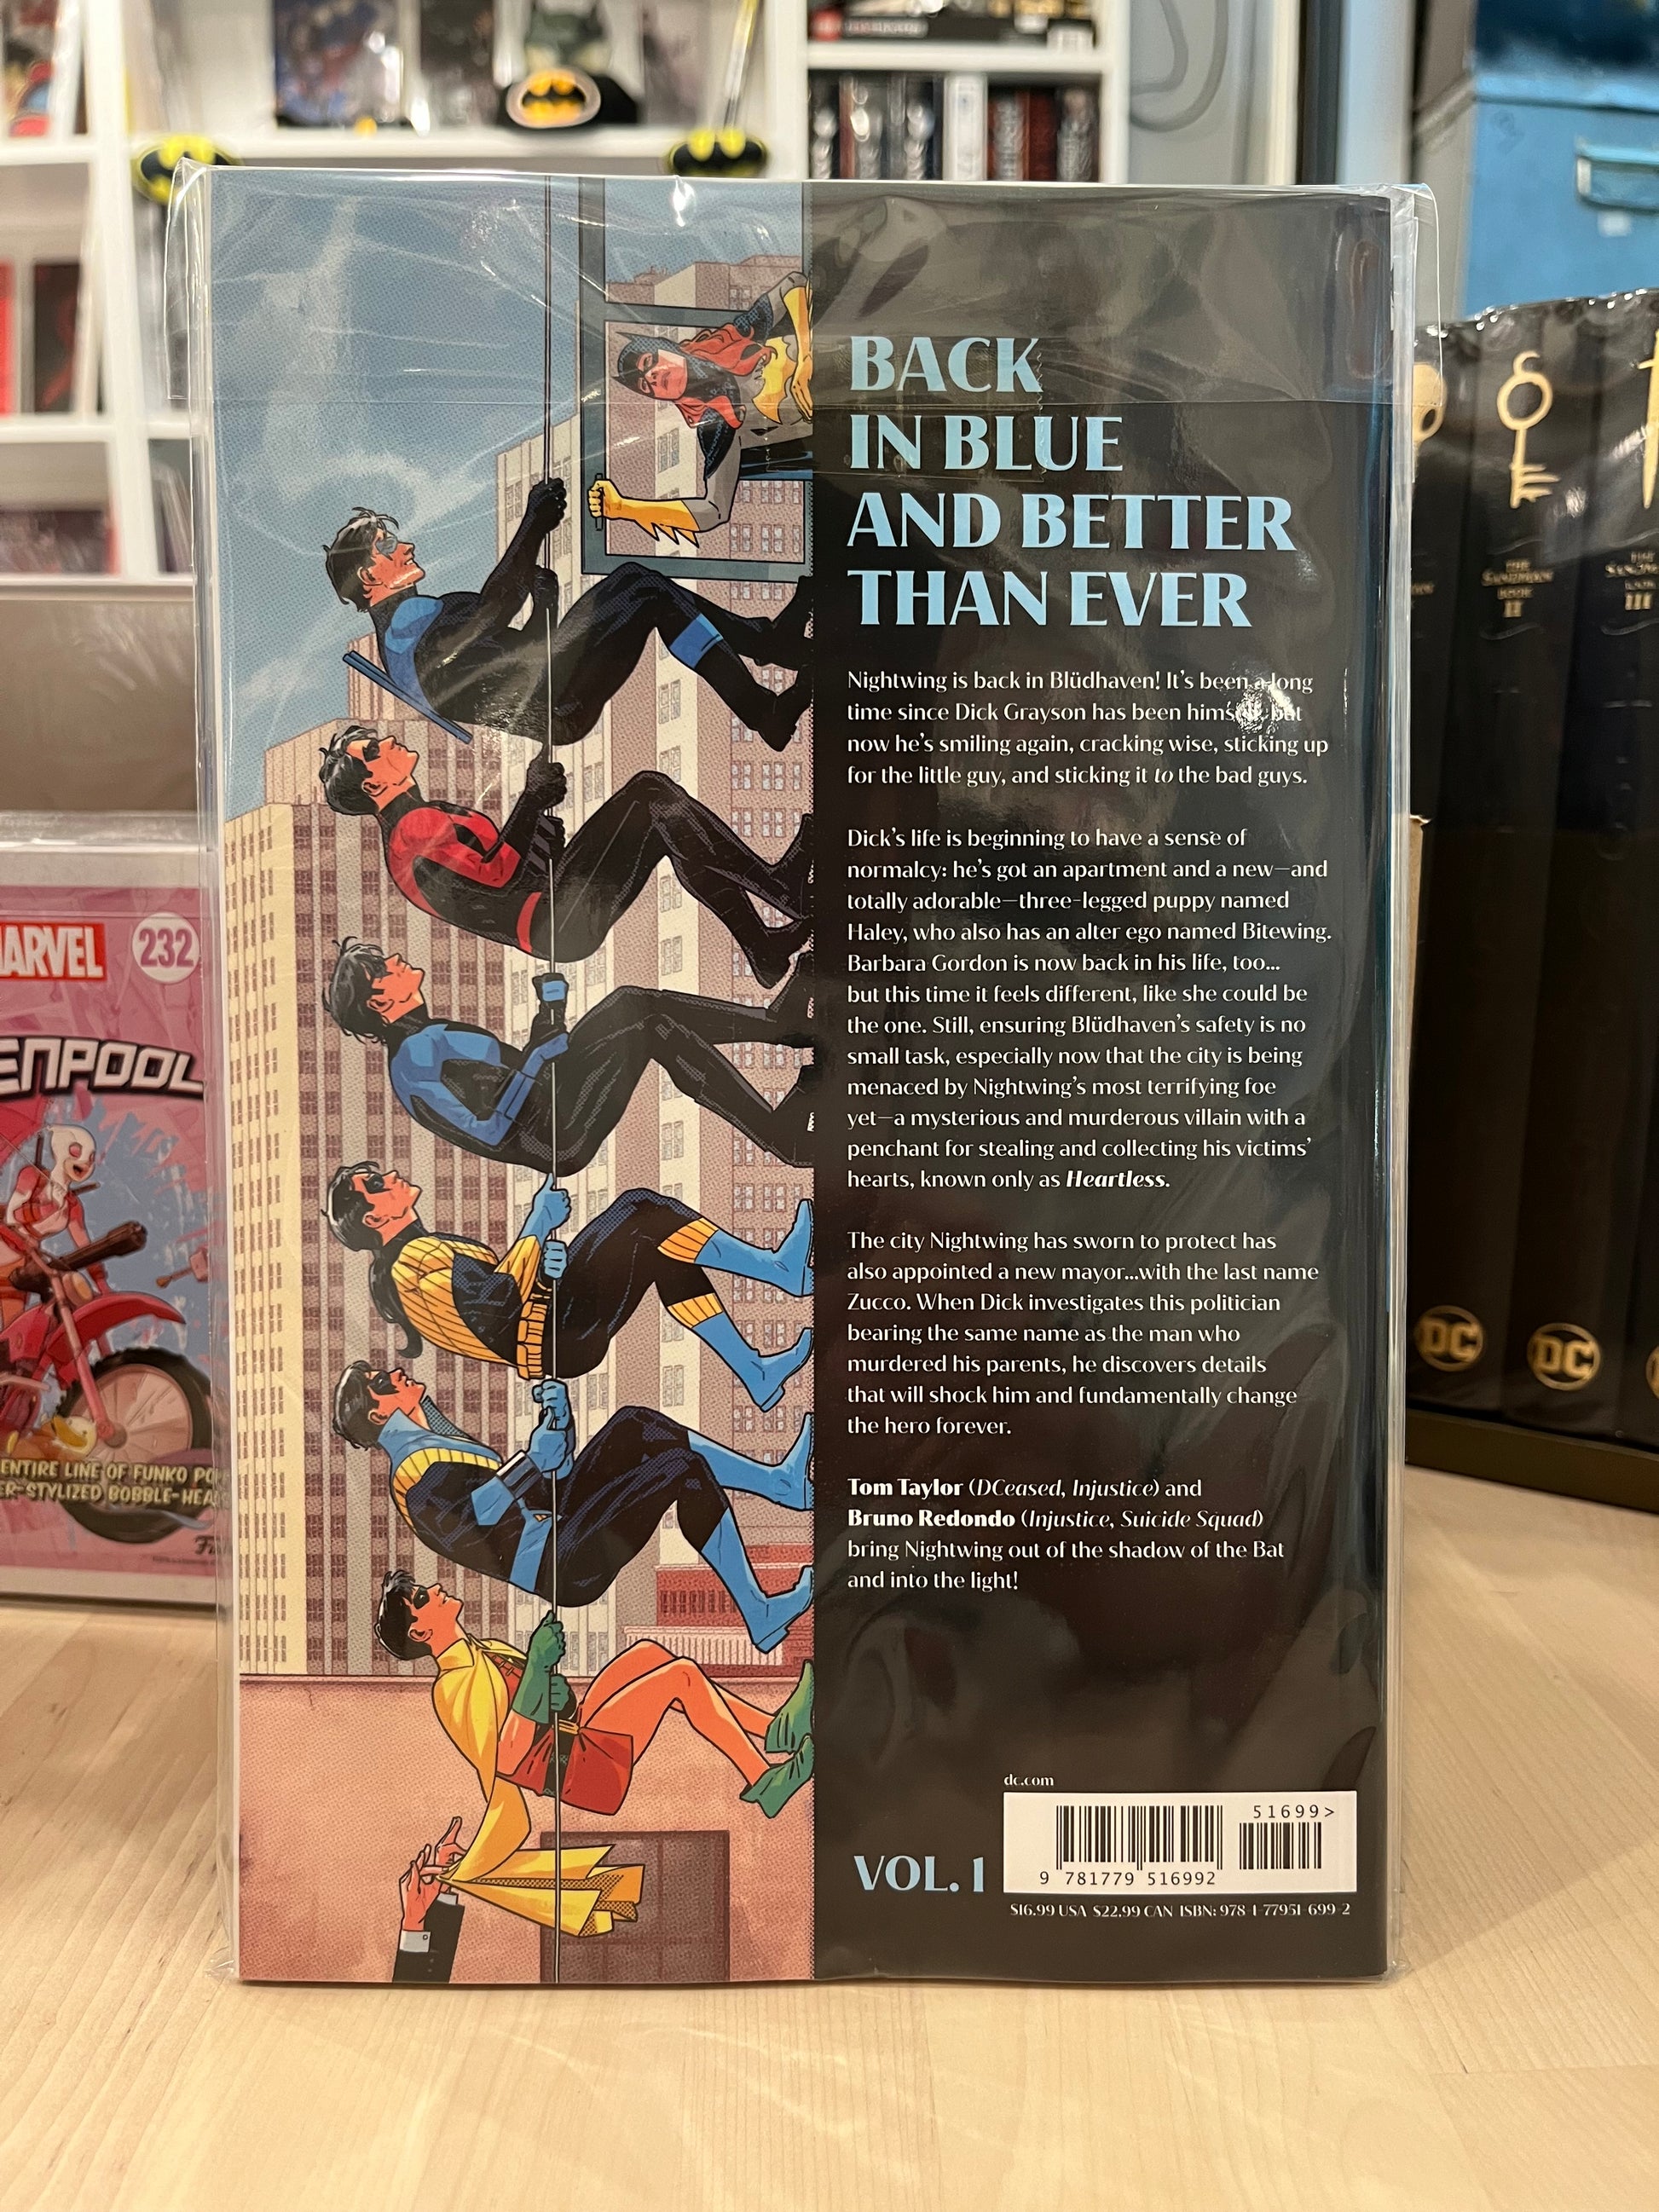 BACK
IN BLUE
AND BETTER
THAN EVER
Nightwing is back in Blüdhaven! It's been a long
time since Dick Grayson has been himself, but
now he's smiling again, cracking wise, sticking up
for the little guy, and sticking it to the bad guys.
Dick's life is beginning to have a sense of
normalcy: he's got an apartment and a new—and
totally adorable—three-legged puppy named
Haley, who also has an alter ego named Bitewing.
Barbara Gordon is now back in his life, too...
but this time it feels different, like she could be
the one. Still, ensuring Blüdhaven's safety is no
small task, especially now that the city is being
menaced by Nightwing's most terrifying foe
yet—a mysterious and murderous villain with a
penchant for stealing and collecting his victims'
hearts, known only as Heartless.
The city Nightwing has sworn to protect has
also appointed a new mayor...with the last name
Zucco. When Dick investigates this politician
bearing the same name as the man who
murdered his parents, he discovers details
that will shock him and fundamentally change
the hero forever.
Tom Taylor (DCeased, Injustice) and
Bruno Redondo (Injustice, Suicide Squad)
bring Nightwing out of the shadow of the Bat
and into the light!
dc.com
51699>
9 781779 516992
VOL. 1
$16.99 USA $22.99 CAN ISBN: 978-1-77951-699-2
MARVEL
232
ENPOOL
ENTIRE LINE OF FUNKO PO
ER-STYLIZED BOBBLE-HEA
THE
SANDMAN
BOOK
II
III
DC
DC